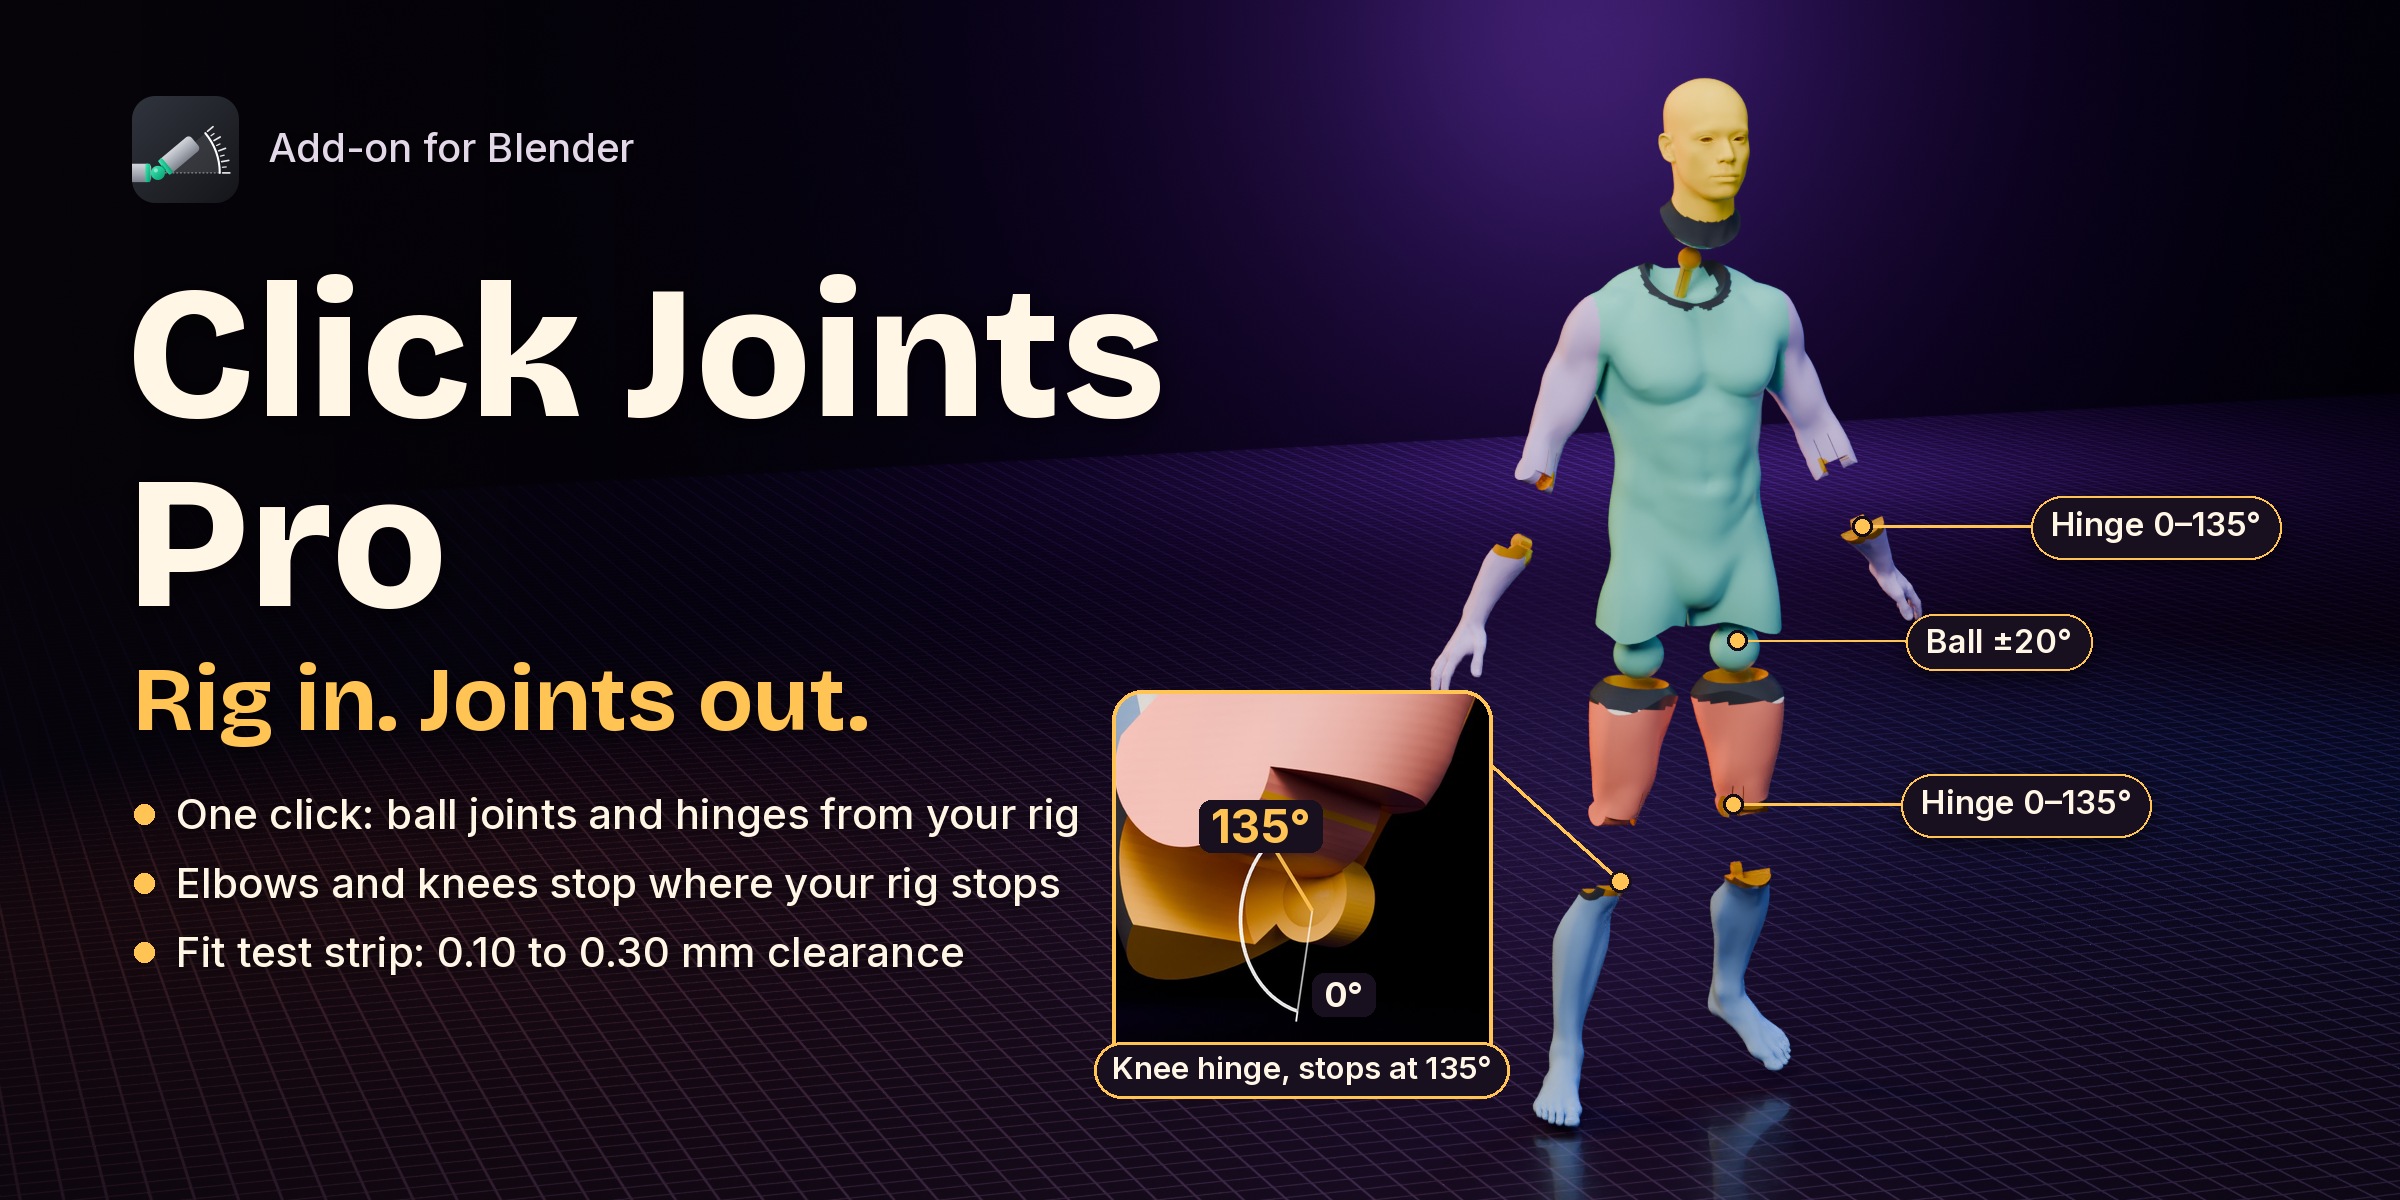 Add-on for Blender
Click Joints
Pro
Rig in. Joints out.
One click: ball joints and hinges from your rig
Elbows and knees stop where your rig stops
Fit test strip: 0.10 to 0.30 mm clearance
Hinge 0–135°
Ball ±20°
Hinge 0–135°
135°
0°
Knee hinge, stops at 135°